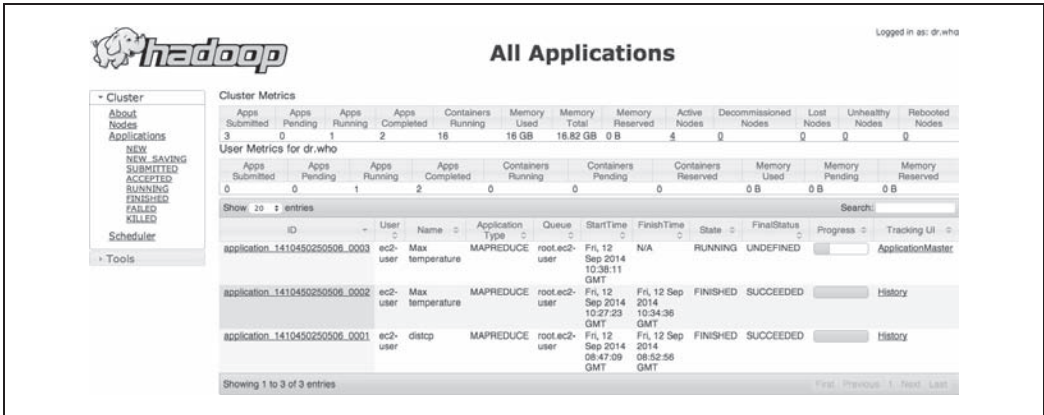 Logged in as: dr.who
hadoop
All Applications
Cluster
About
Nodes
Applications
NEW
NEW_SAVING
SUBMITTED
ACCEPTED
RUNNING
FINISHED
FAILED
KILLED
Scheduler
Tools
Cluster Metrics
Apps Submitted Apps Pending Apps Running Apps Completed Containers Running Memory Used Memory Total Memory Reserved Active Nodes Decommissioned Nodes Lost Nodes Unhealthy Nodes Rebooted Nodes
3 0 1 2 16 16 GB 16.82 GB 0 B 4 0 0 0 0
User Metrics for dr.who
Apps Submitted Apps Pending Apps Running Apps Completed Containers Running Containers Pending Containers Reserved Memory Used Memory Pending Memory Reserved
0 0 1 2 0 0 0 0 B 0 B 0 B
Show 20 entries Search:
ID User Name Application Type Queue StartTime FinishTime State FinalStatus Progress Tracking UI
application_1410450250506_0003 ec2-user Max temperature MAPREDUCE root.ec2-user Fri, 12 Sep 2014 10:38:11 GMT N/A RUNNING UNDEFINED ApplicationMaster
application_1410450250506_0002 ec2-user Max temperature MAPREDUCE root.ec2-user Fri, 12 Sep 2014 10:27:23 GMT Fri, 12 Sep 2014 10:34:36 GMT FINISHED SUCCEEDED History
application_1410450250506_0001 ec2-user distcp MAPREDUCE root.ec2-user Fri, 12 Sep 2014 08:47:09 GMT Fri, 12 Sep 2014 08:52:56 GMT FINISHED SUCCEEDED History
Showing 1 to 3 of 3 entries First Previous 1 Next Last